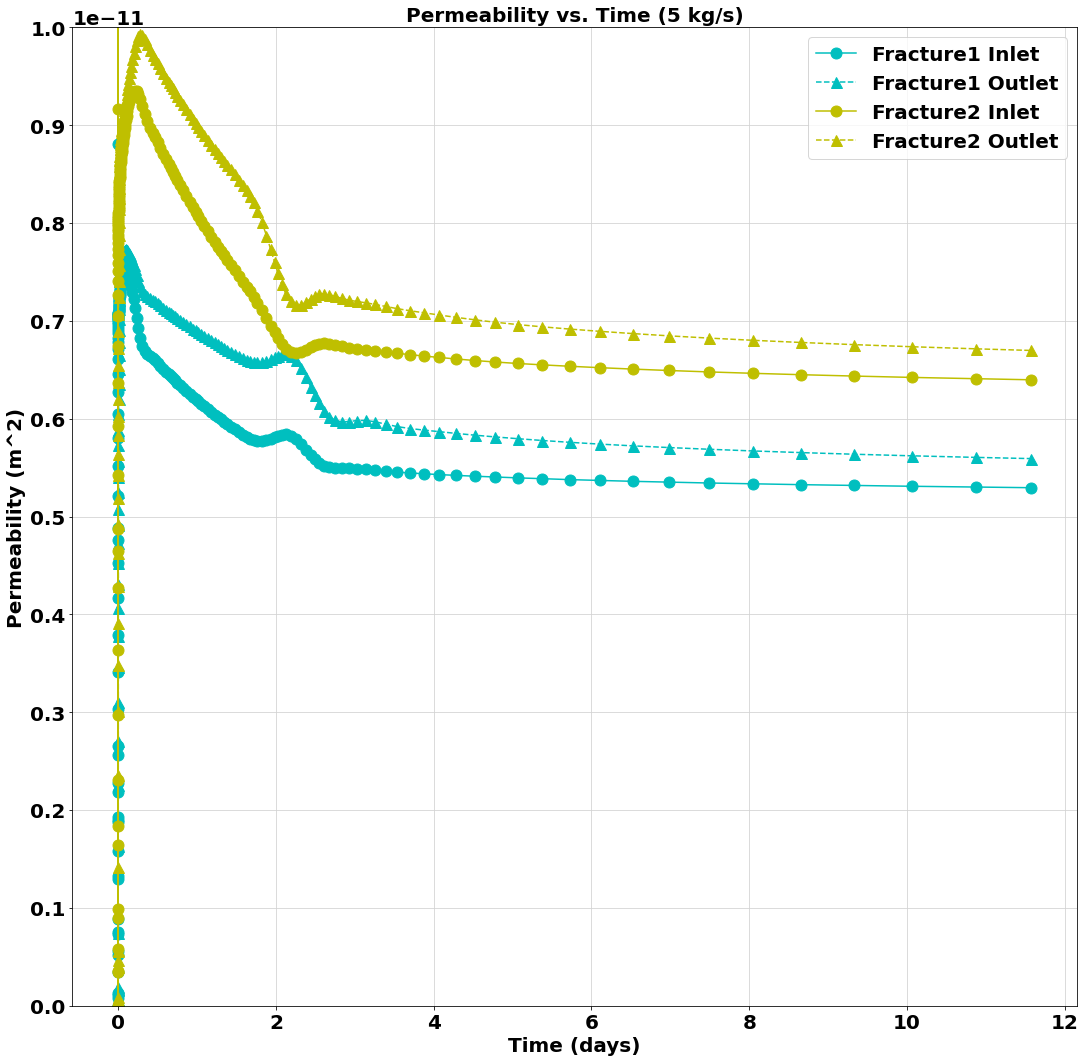 Permeability vs. Time (5 kg/s)
1e−11
Fracture1 Inlet
Fracture1 Outlet
Fracture2 Inlet
Fracture2 Outlet
1.0
0.9
0.8
0.7
0.6
0.5
0.4
0.3
0.2
0.1
0.0
Permeability (m^2)
0 2 4 6 8 10 12
Time (days)